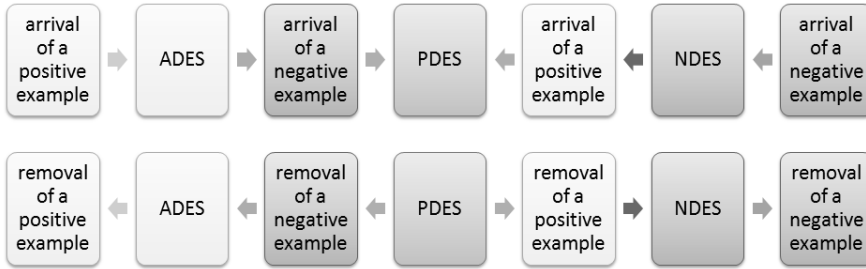 arrival
of a
positive
example
ADES
arrival
of a
negative
example
PDES
arrival
of a
positive
example
NDES
arrival
of a
negative
example
removal
of a
positive
example
ADES
removal
of a
negative
example
PDES
removal
of a
positive
example
NDES
removal
of a
negative
example